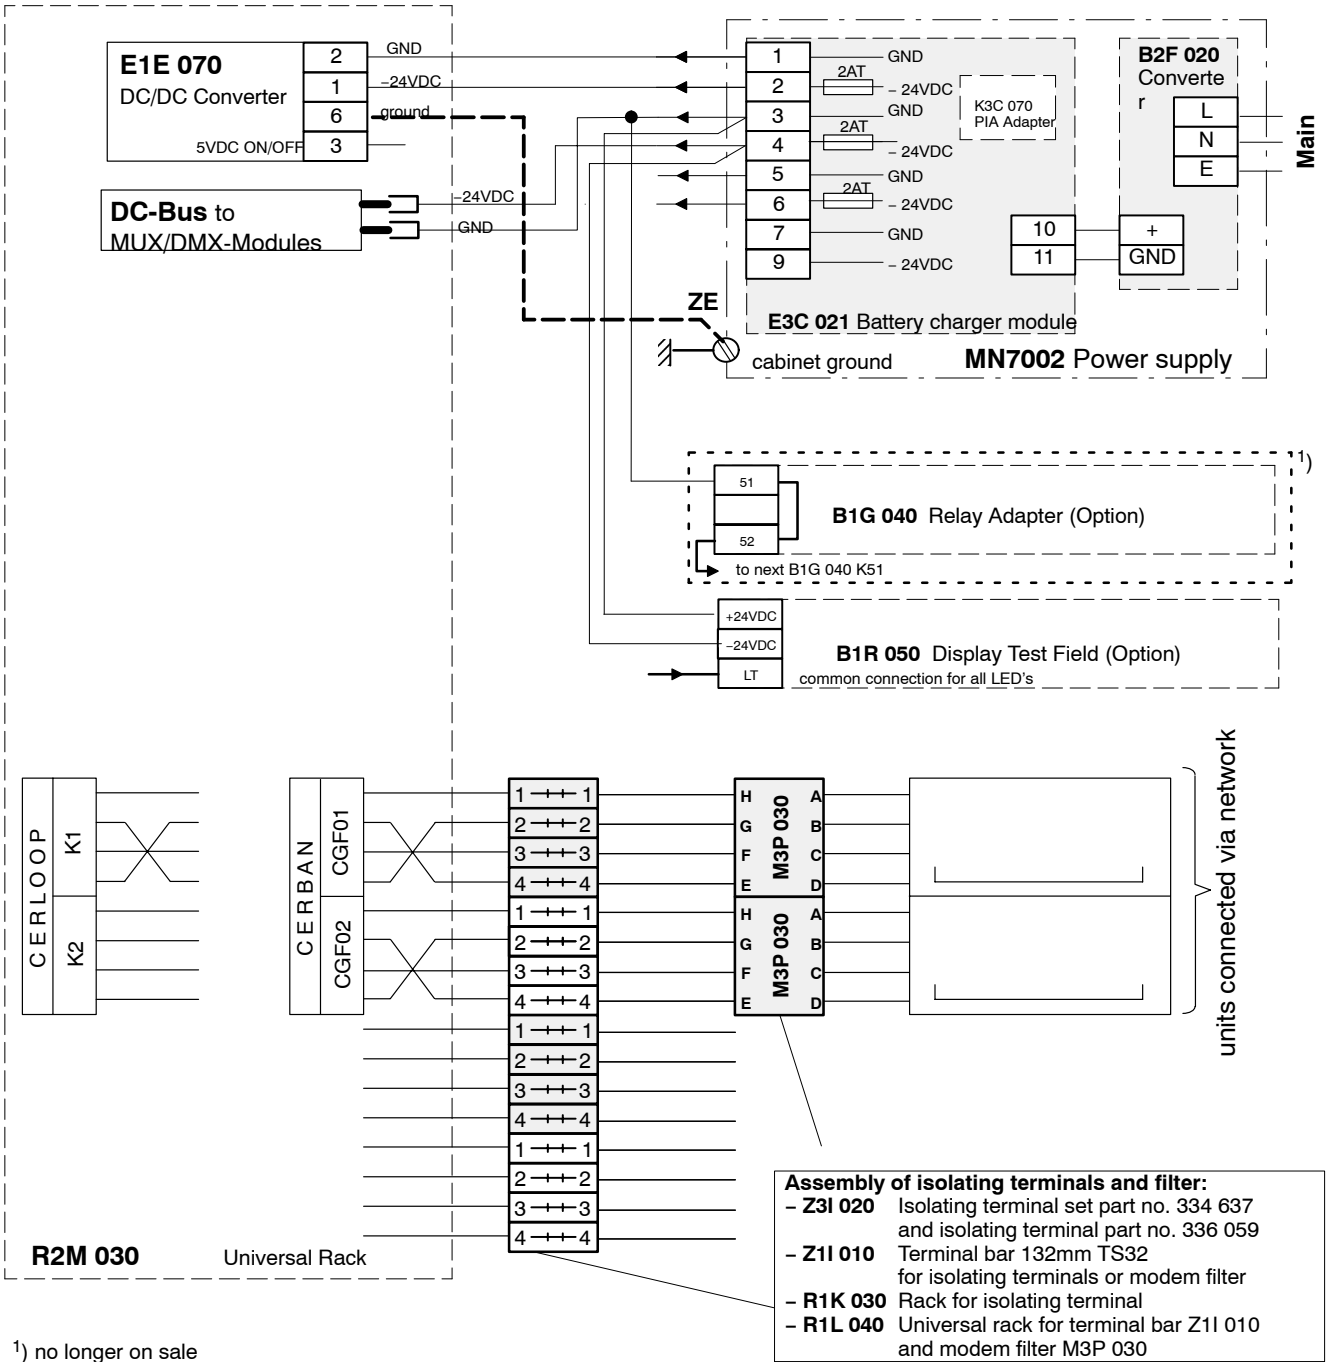 E1E 070
DC/DC Converter
5VDC ON/OFF
2
1
6
3
GND
−24VDC
ground
DC-Bus to
MUX/DMX-Modules
−24VDC
GND
1
2
3
4
5
6
7
9
GND
2AT
− 24VDC
GND
2AT
− 24VDC
GND
2AT
− 24VDC
GND
− 24VDC
K3C 070
PIA Adapter
10
11
B2F 020
Converte
r
L
N
E
Main
+
GND
E3C 021 Battery charger module
MN7002 Power supply
ZE
cabinet ground
51
52
B1G 040 Relay Adapter (Option)
to next B1G 040 K51
1)
+24VDC
−24VDC
LT
B1R 050 Display Test Field (Option)
common connection for all LED's
CERLOOP
K1
K2
CERBAN
CGF01
CGF02
1 1
2 2
3 3
4 4
1 1
2 2
3 3
4 4
1 1
2 2
3 3
4 4
1 1
2 2
3 3
4 4
H A
G B
F C
E D
M3P 030
H A
G B
F C
E D
M3P 030
units connected via network
R2M 030 Universal Rack
Assembly of isolating terminals and filter:
− Z3I 020 Isolating terminal set part no. 334 637
and isolating terminal part no. 336 059
− Z1I 010 Terminal bar 132mm TS32
for isolating terminals or modem filter
− R1K 030 Rack for isolating terminal
− R1L 040 Universal rack for terminal bar Z1I 010
and modem filter M3P 030
1) no longer on sale